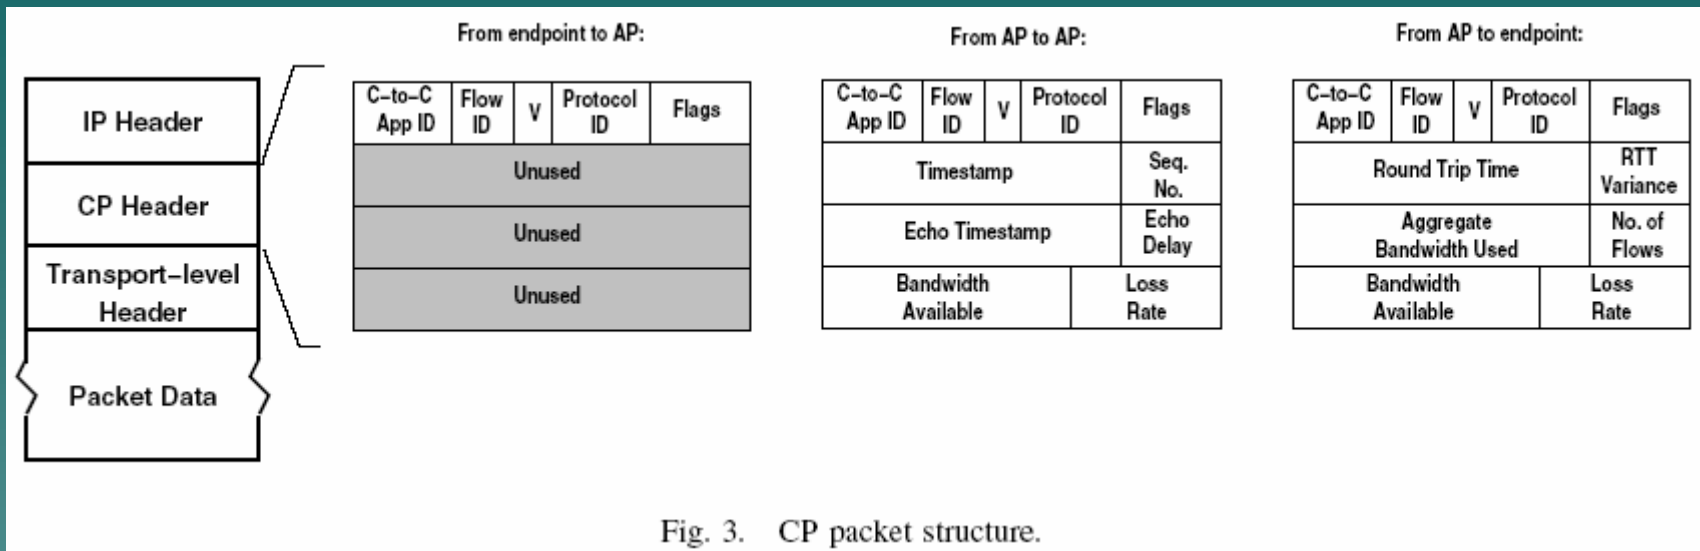 From endpoint to AP:
From AP to AP:
From AP to endpoint:
IP Header
CP Header
Transport–level
Header
Packet Data
C–to–C
App ID
Flow
ID
V
Protocol
ID
Flags
Unused
Unused
Unused
C–to–C
App ID
Flow
ID
V
Protocol
ID
Flags
Timestamp
Seq.
No.
Echo Timestamp
Echo
Delay
Bandwidth
Available
Loss
Rate
C–to–C
App ID
Flow
ID
V
Protocol
ID
Flags
Round Trip Time
RTT
Variance
Aggregate
Bandwidth Used
No. of
Flows
Bandwidth
Available
Loss
Rate
Fig. 3. CP packet structure.